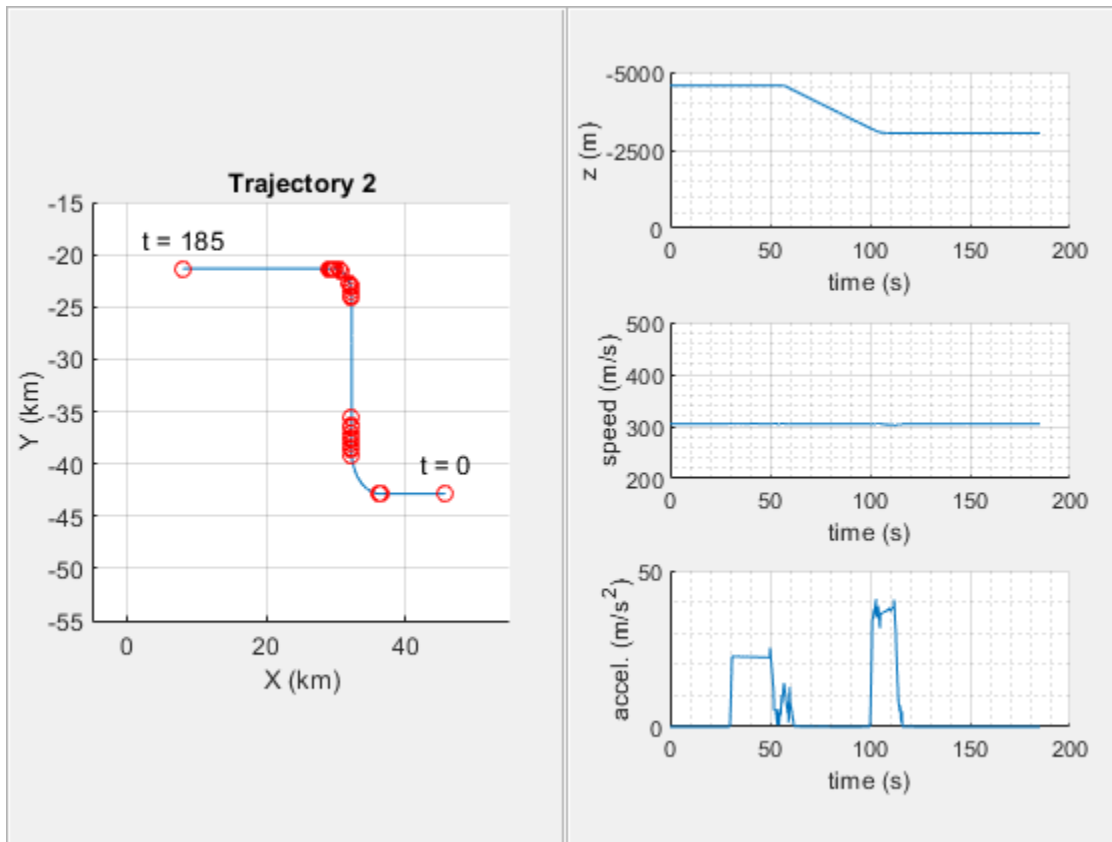 Trajectory 2
-15
-20
-25
-30
-35
-40
-45
-50
-55
Y (km)
t = 185
t = 0
0 20 40
X (km)
-5000
-2500
0
z (m)
0 50 100 150 200
time (s)
500
400
300
200
speed (m/s)
0 50 100 150 200
time (s)
50
0
accel. (m/s²)
0 50 100 150 200
time (s)